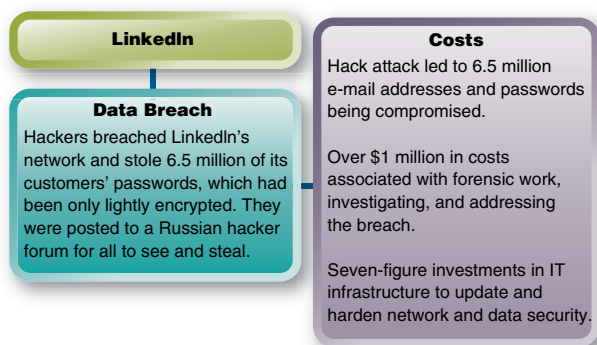 LinkedIn
Data Breach
Hackers breached LinkedIn's
network and stole 6.5 million of its
customers' passwords, which had
been only lightly encrypted. They
were posted to a Russian hacker
forum for all to see and steal.
Costs
Hack attack led to 6.5 million
e-mail addresses and passwords
being compromised.
Over $1 million in costs
associated with forensic work,
investigating, and addressing
the breach.
Seven-figure investments in IT
infrastructure to update and
harden network and data security.